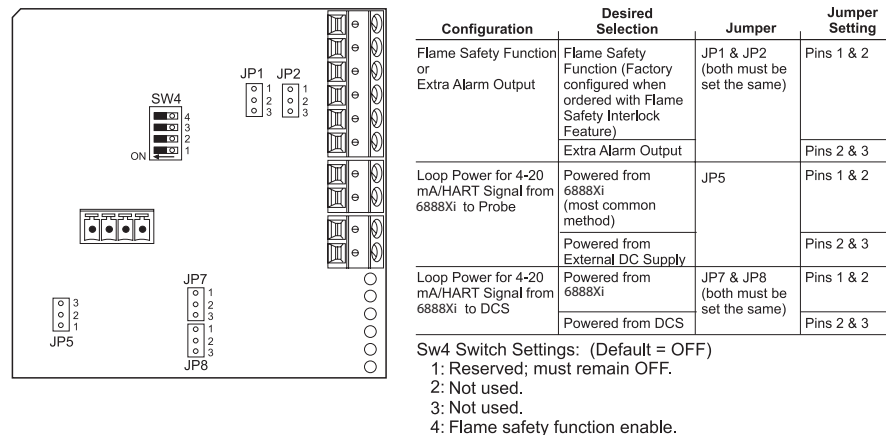 JP1 JP2
1 1
2 2
3 3
SW4
4
3
2
1
ON
JP7
1
2
3
1
2
3
JP8
3
2
1
JP5
Configuration
Desired Selection
Jumper
Jumper Setting
Flame Safety Function
or
Extra Alarm Output
Flame Safety
Function (Factory
configured when
ordered with Flame
Safety Interlock
Feature)
JP1 & JP2
(both must be
set the same)
Pins 1 & 2
Extra Alarm Output
Pins 2 & 3
Loop Power for 4-20
mA/HART Signal from
6888Xi to Probe
Powered from
6888Xi
(most common
method)
JP5
Pins 1 & 2
Powered from
External DC Supply
Pins 2 & 3
Loop Power for 4-20
mA/HART Signal from
6888Xi to DCS
Powered from
6888Xi
JP7 & JP8
(both must be
set the same)
Pins 1 & 2
Powered from DCS
Pins 2 & 3
Sw4 Switch Settings: (Default = OFF)
1: Reserved; must remain OFF.
2: Not used.
3: Not used.
4: Flame safety function enable.